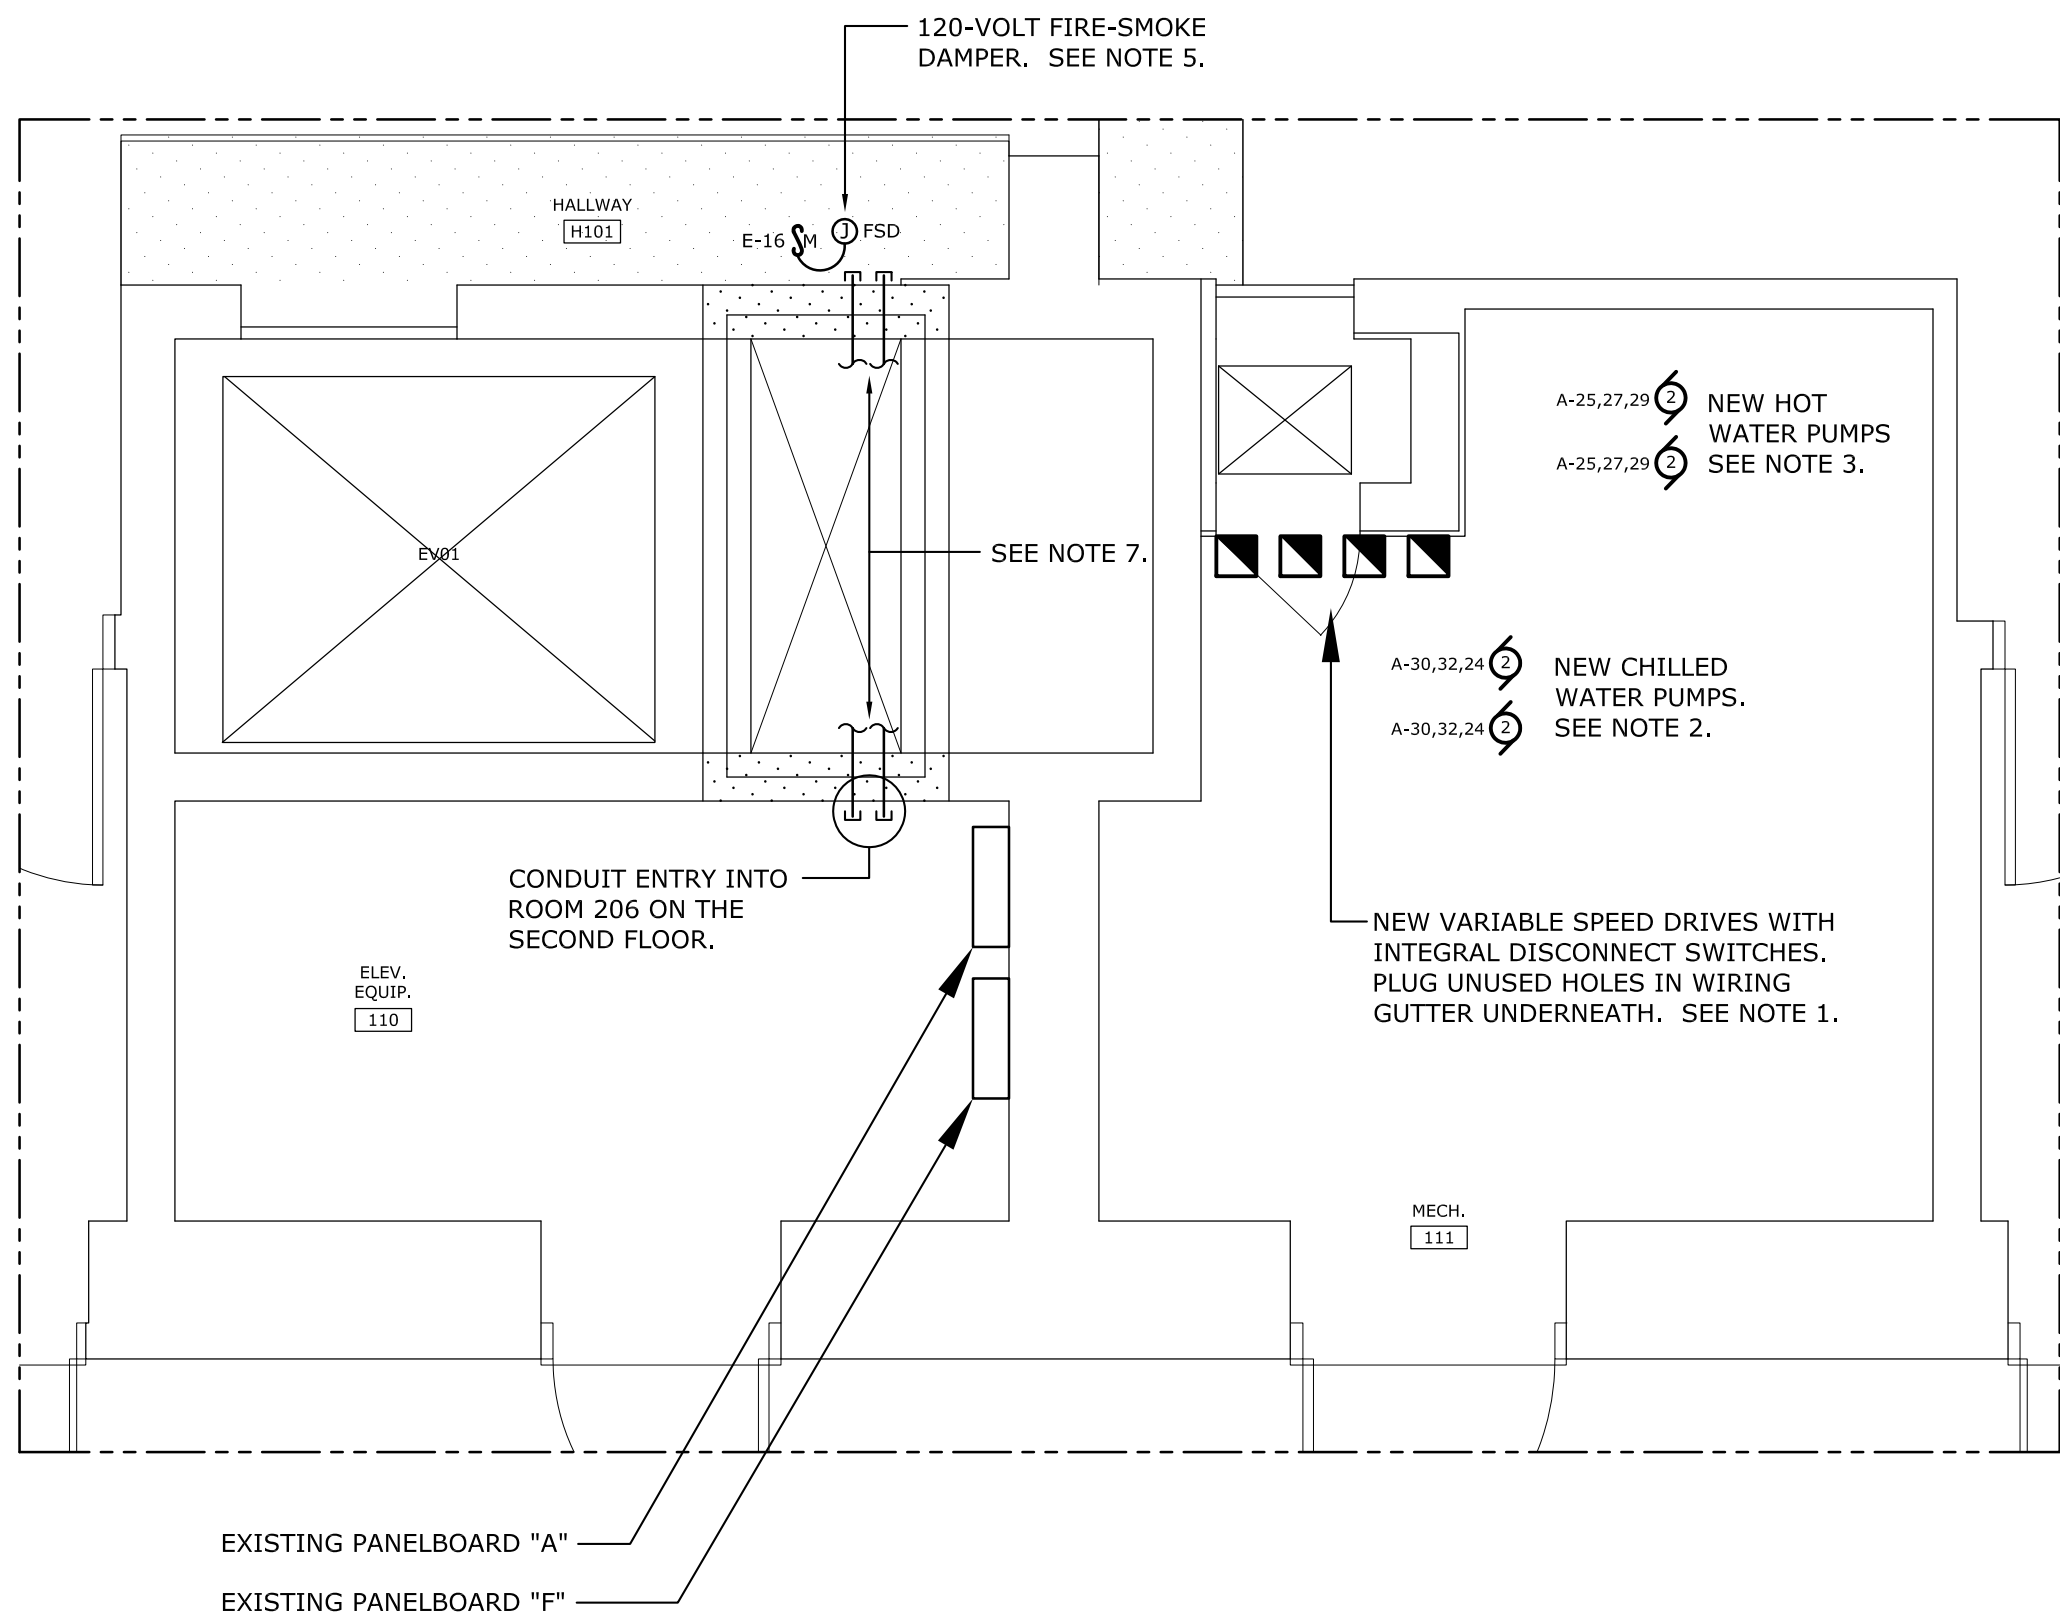 120-VOLT FIRE-SMOKE
DAMPER.  SEE NOTE 5.
HALLWAY
H101
E-16
M
J
FSD
A-25,27,29
2
NEW HOT
WATER PUMPS
SEE NOTE 3.
A-25,27,29
2
EV01
SEE NOTE 7.
A-30,32,24
2
NEW CHILLED
WATER PUMPS.
SEE NOTE 2.
A-30,32,24
2
CONDUIT ENTRY INTO
ROOM 206 ON THE
SECOND FLOOR.
NEW VARIABLE SPEED DRIVES WITH
INTEGRAL DISCONNECT SWITCHES.
PLUG UNUSED HOLES IN WIRING
GUTTER UNDERNEATH.  SEE NOTE 1.
ELEV.
EQUIP.
110
MECH.
111
EXISTING PANELBOARD "A"
EXISTING PANELBOARD "F"